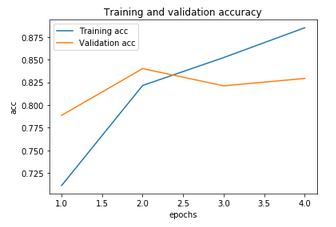 Training and validation accuracy
Training acc
Validation acc
0.875
0.850
0.825
0.800
0.775
0.750
0.725
acc
1.0 1.5 2.0 2.5 3.0 3.5 4.0
epochs